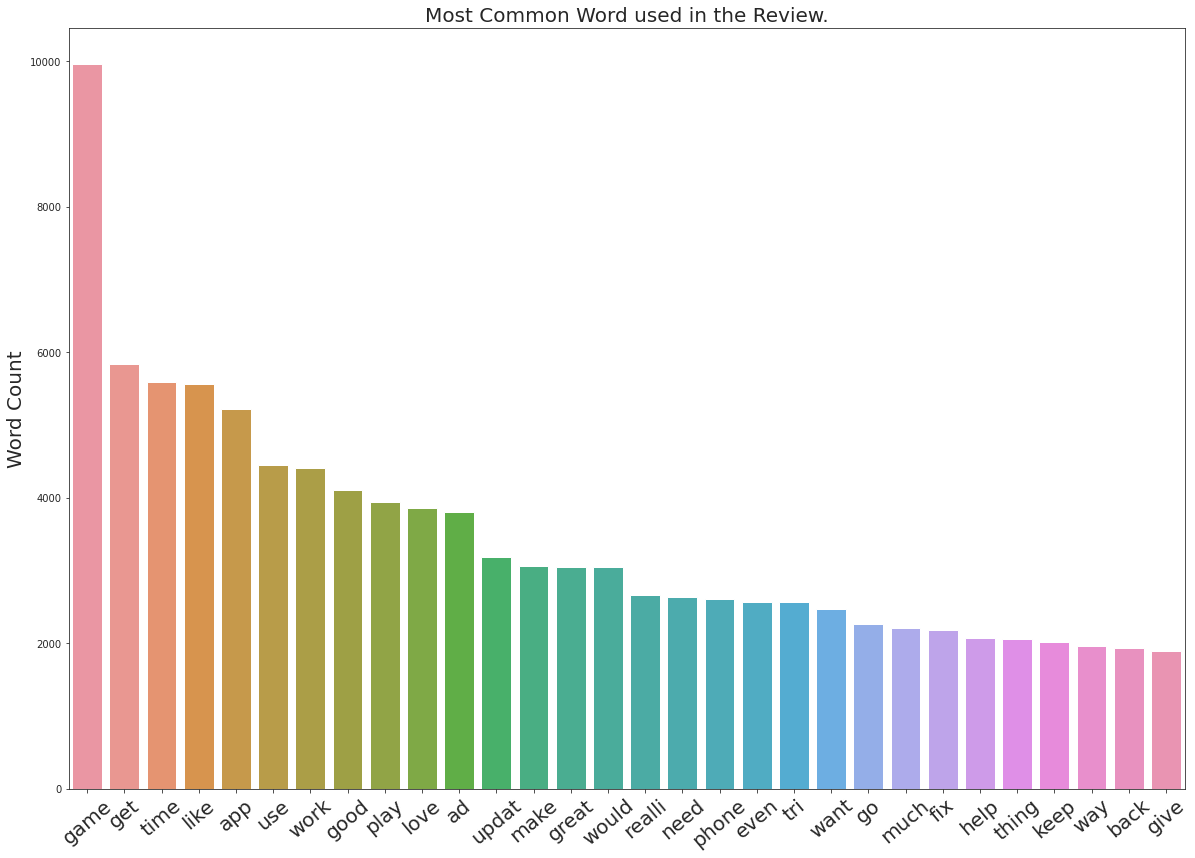 Most Common Word used in the Review.
Word Count
10000
8000
6000
4000
2000
0
game get time like app use work good play love ad updat make great would realli need phone even tri want go much fix help thing keep way back give